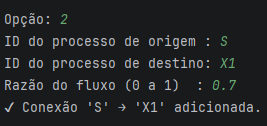 Opção: 2
ID do processo de origem : S
ID do processo de destino: X1
Razão do fluxo (0 a 1)  : 0.7
✓ Conexão 'S' → 'X1' adicionada.